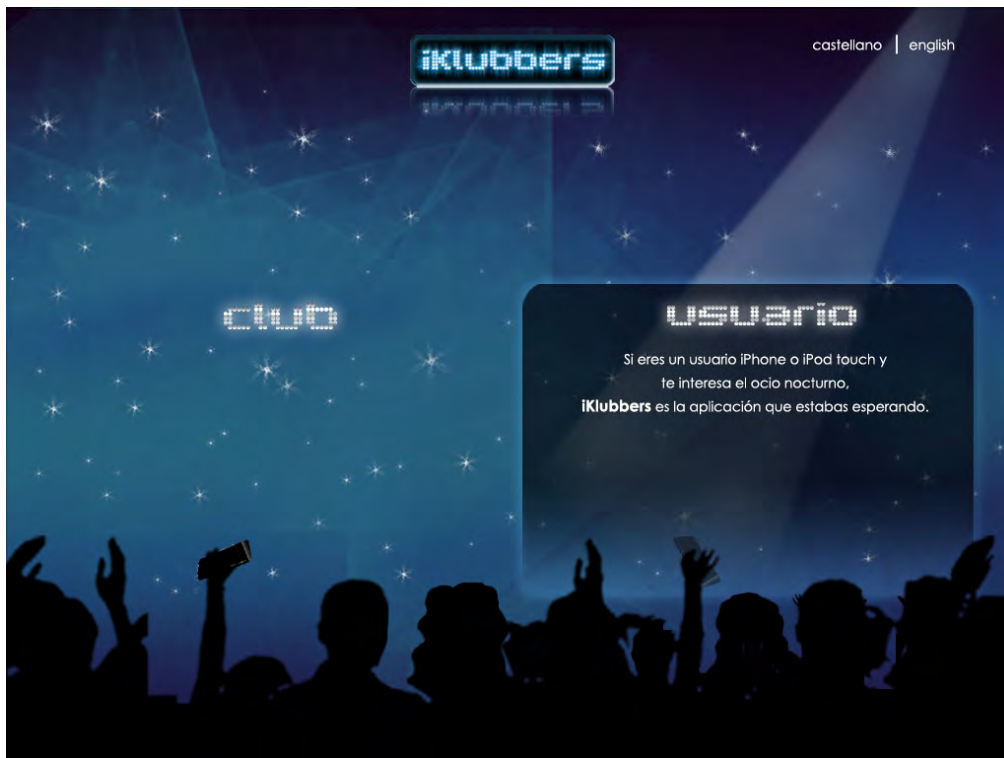 iKlubbers
castellano | english
club
usuario
Si eres un usuario iPhone o iPod touch y
te interesa el ocio nocturno,
iKlubbers es la aplicación que estabas esperando.